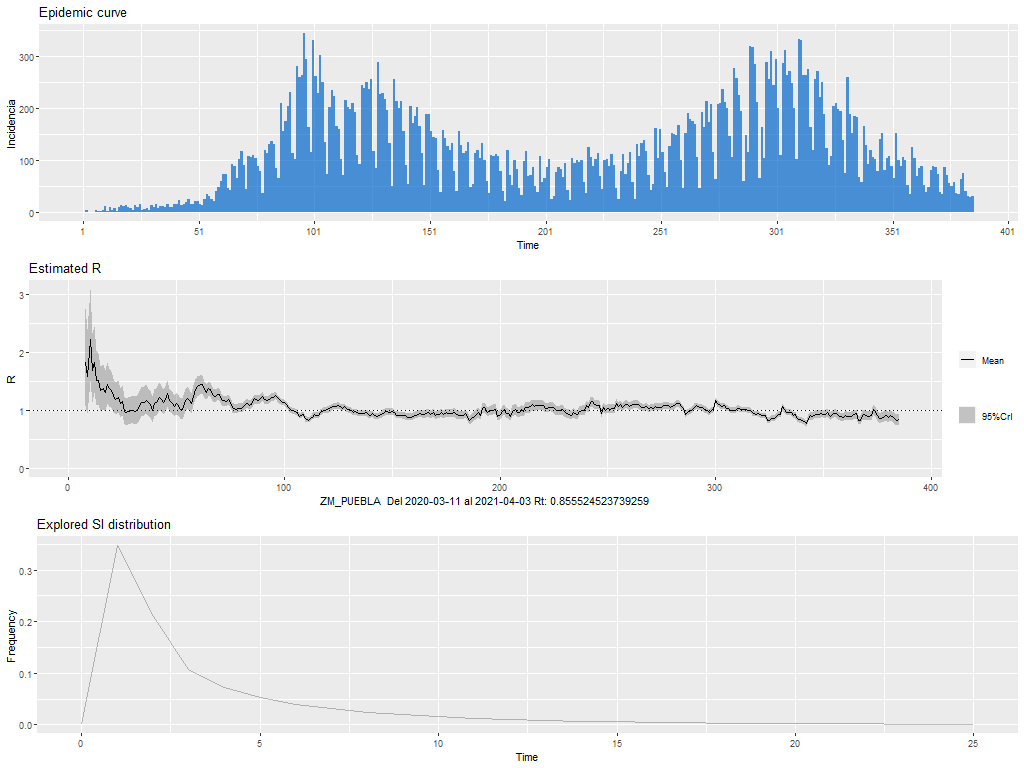 Epidemic curve
Incidencia
300
200
100
0
1 51 101 151 201 251 301 351 401
Time
Estimated R
R
3
2
1
0
0 100 200 300 400
ZM_PUEBLA Del 2020-03-11 al 2021-04-03 Rt: 0.855524523739259
Mean
95%CrI
Explored SI distribution
Frequency
0.3
0.2
0.1
0.0
0 5 10 15 20 25
Time